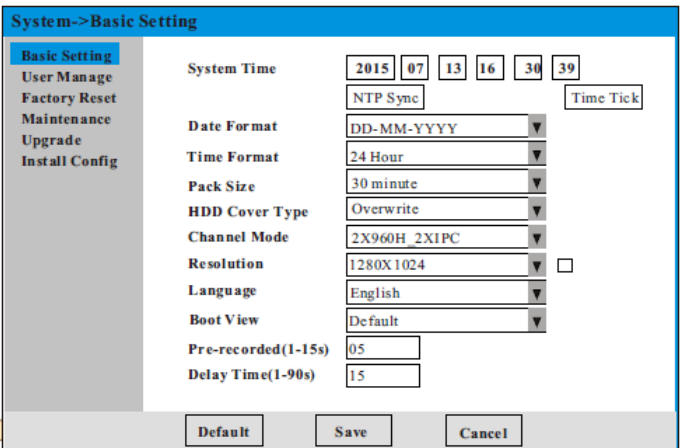 System->Basic Setting
Basic Setting
User Manage
Factory Reset
Maintenance
Upgrade
Install Config
System Time 2015 07 13 16 30 39
NTP Sync Time Tick
Date Format DD-MM-YYYY
Time Format 24 Hour
Pack Size 30 minute
HDD Cover Type Overwrite
Channel Mode 2X960H_2XIPC
Resolution 1280X1024
Language English
Boot View Default
Pre-recorded(1-15s) 05
Delay Time(1-90s) 15
Default Save Cancel